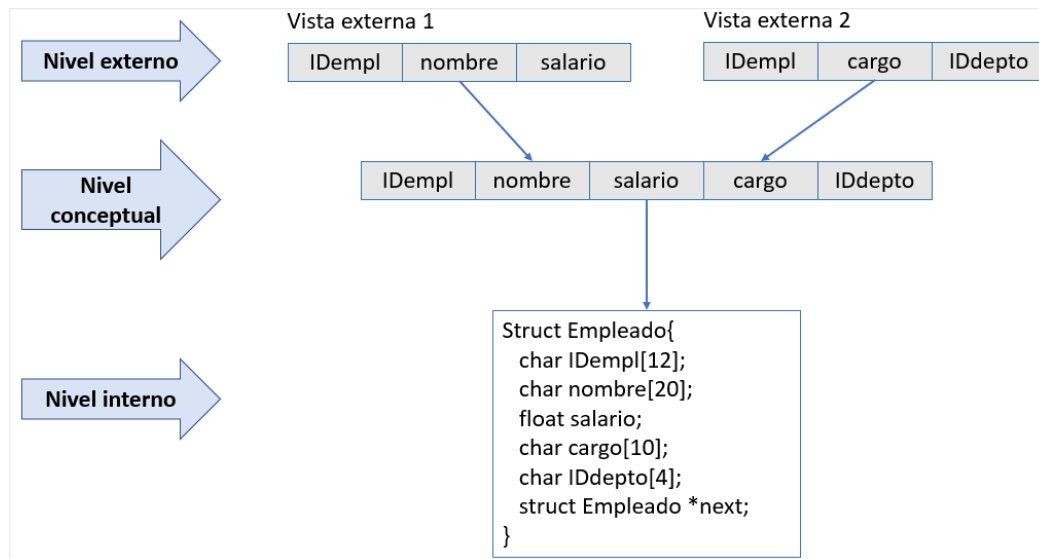 Vista externa 1
Vista externa 2
Nivel externo
IDempl nombre salario
IDempl cargo IDdepto
Nivel
conceptual
IDempl nombre salario cargo IDdepto
Nivel interno
Struct Empleado{
char IDempl[12];
char nombre[20];
float salario;
char cargo[10];
char IDdepto[4];
struct Empleado *next;
}